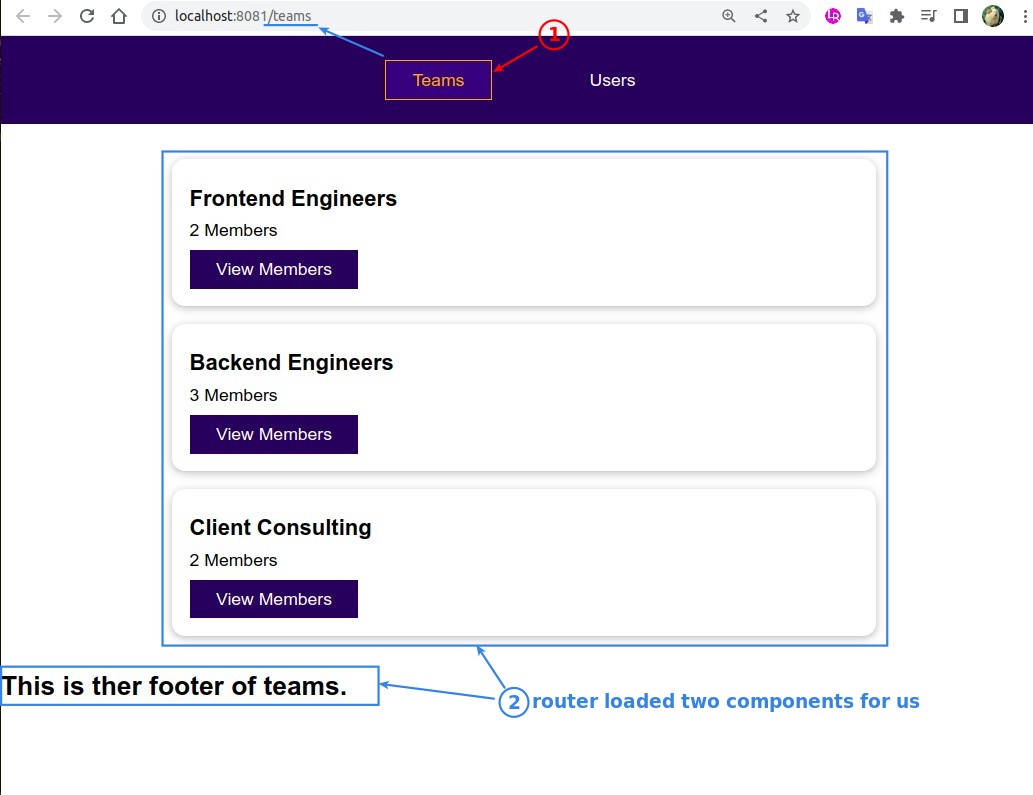 localhost:8081/teams
1
Teams Users
Frontend Engineers
2 Members
View Members
Backend Engineers
3 Members
View Members
Client Consulting
2 Members
View Members
This is ther footer of teams.
2 router loaded two components for us